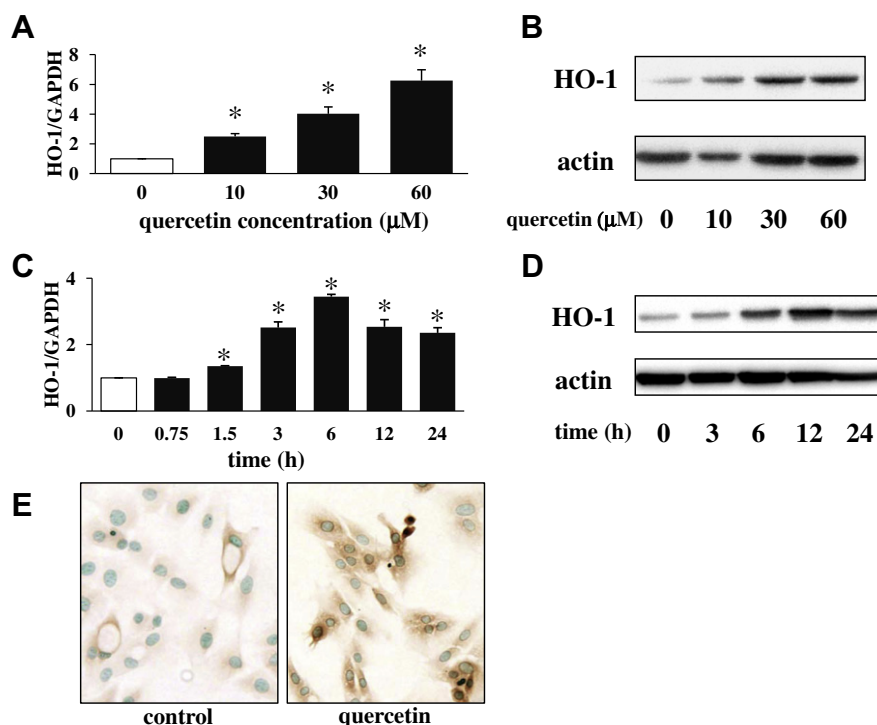 A
HO-1/GAPDH
8
6
4
2
0
* * *
0 10 30 60
quercetin concentration (μM)
B
HO-1
actin
quercetin (μM) 0 10 30 60
C
HO-1/GAPDH
4
2
0
* * * * *
0 0.75 1.5 3 6 12 24
time (h)
D
HO-1
actin
time (h) 0 3 6 12 24
E
control quercetin